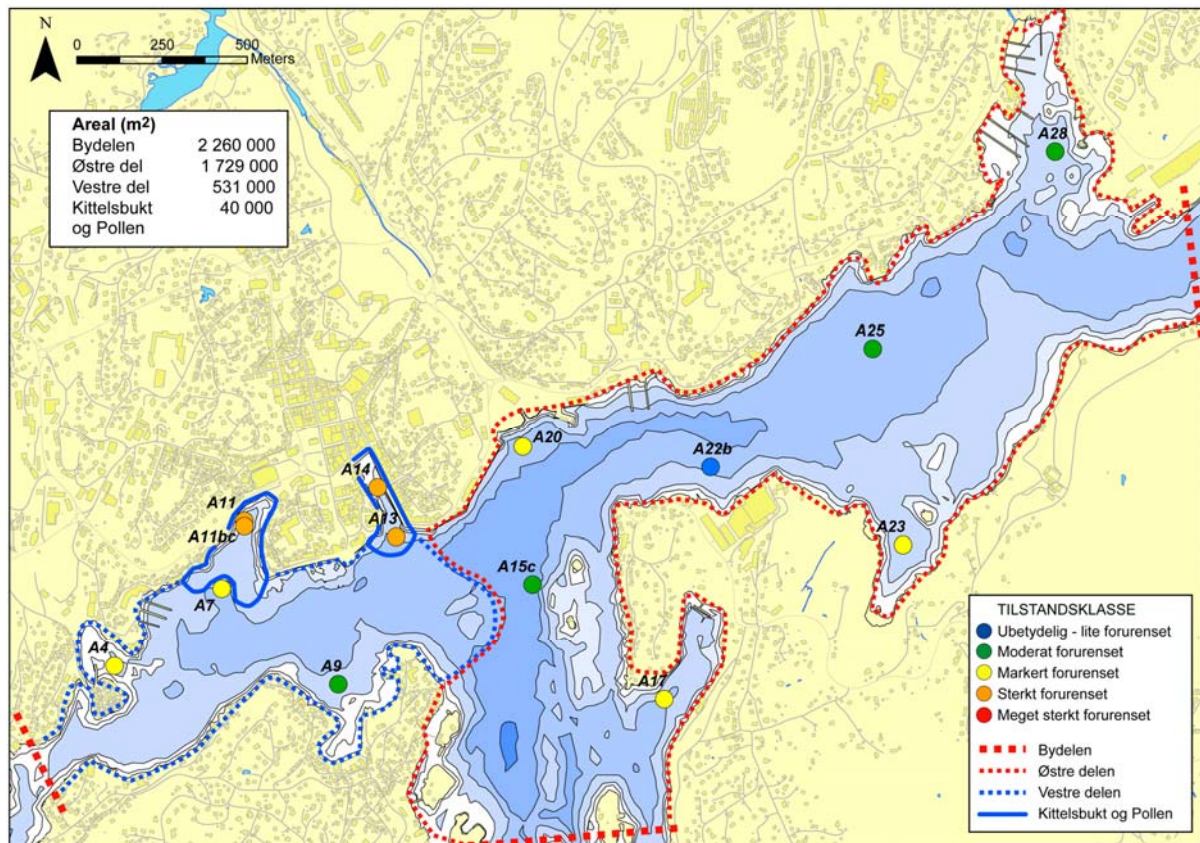 N
0 250 500
Meters
Areal (m2)
Bydelen 2 260 000
Østre del 1 729 000
Vestre del 531 000
Kittelsbukt 40 000
og Pollen
A28
A25
A20
A22b
A14
A11
A13
A11bc
A23
A15c
A7
A4
A9
A17
TILSTANDSKLASSE
Ubetydelig - lite forurenset
Moderat forurenset
Markert forurenset
Sterkt forurenset
Meget sterkt forurenset
Bydelen
Østre delen
Vestre delen
Kittelsbukt og Pollen